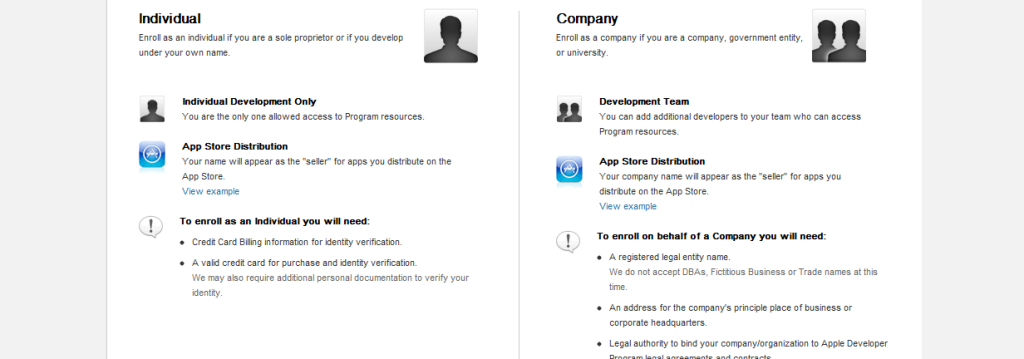 Individual
Enroll as an individual if you are a sole proprietor or if you develop
under your own name.
Individual Development Only
You are the only one allowed access to Program resources.
App Store Distribution
Your name will appear as the "seller" for apps you distribute on the
App Store.
View example
To enroll as an Individual you will need:
Credit Card Billing information for identity verification.
A valid credit card for purchase and identity verification.
We may also require additional personal documentation to verify your
identity.
Company
Enroll as a company if you are a company, government entity,
or university.
Development Team
You can add additional developers to your team who can access
Program resources.
App Store Distribution
Your company name will appear as the "seller" for apps you
distribute on the App Store.
View example
To enroll on behalf of a Company you will need:
A registered legal entity name.
We do not accept DBAs, Fictitious Business or Trade names at this
time.
An address for the company's principle place of business or
corporate headquarters.
Legal authority to bind your company/organization to Apple Developer
Program legal agreements and contracts.